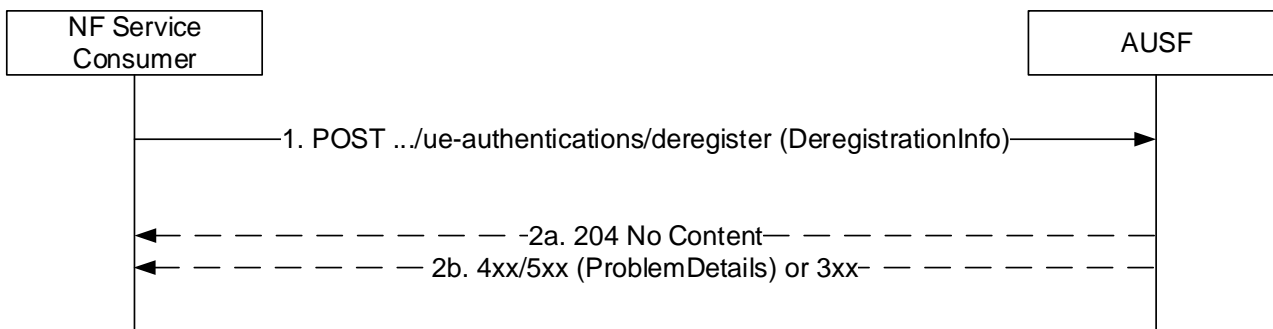 NF Service
Consumer
AUSF
1. POST .../ue-authentications/deregister (DeregistrationInfo)
2a. 204 No Content
2b. 4xx/5xx (ProblemDetails) or 3xx